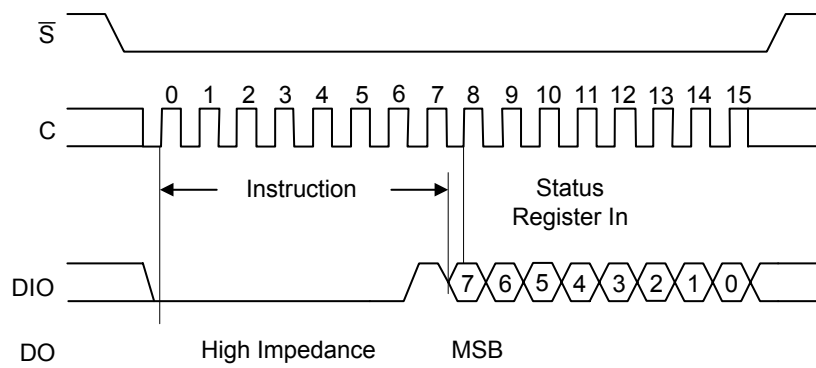 S
0 1 2 3 4 5 6 7 8 9 10 11 12 13 14 15
C
Instruction Status
Register In
DIO 7 6 5 4 3 2 1 0
DO High Impedance MSB